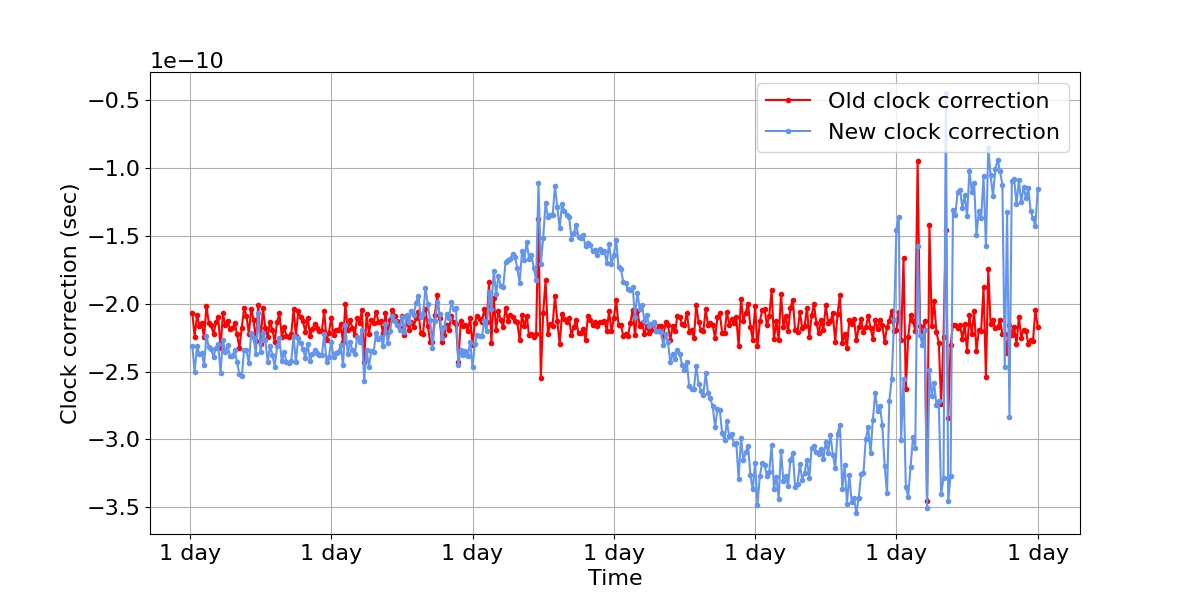 1e−10
Old clock correction
New clock correction
Clock correction (sec)
−0.5
−1.0
−1.5
−2.0
−2.5
−3.0
−3.5
1 day 1 day 1 day 1 day 1 day 1 day 1 day
Time